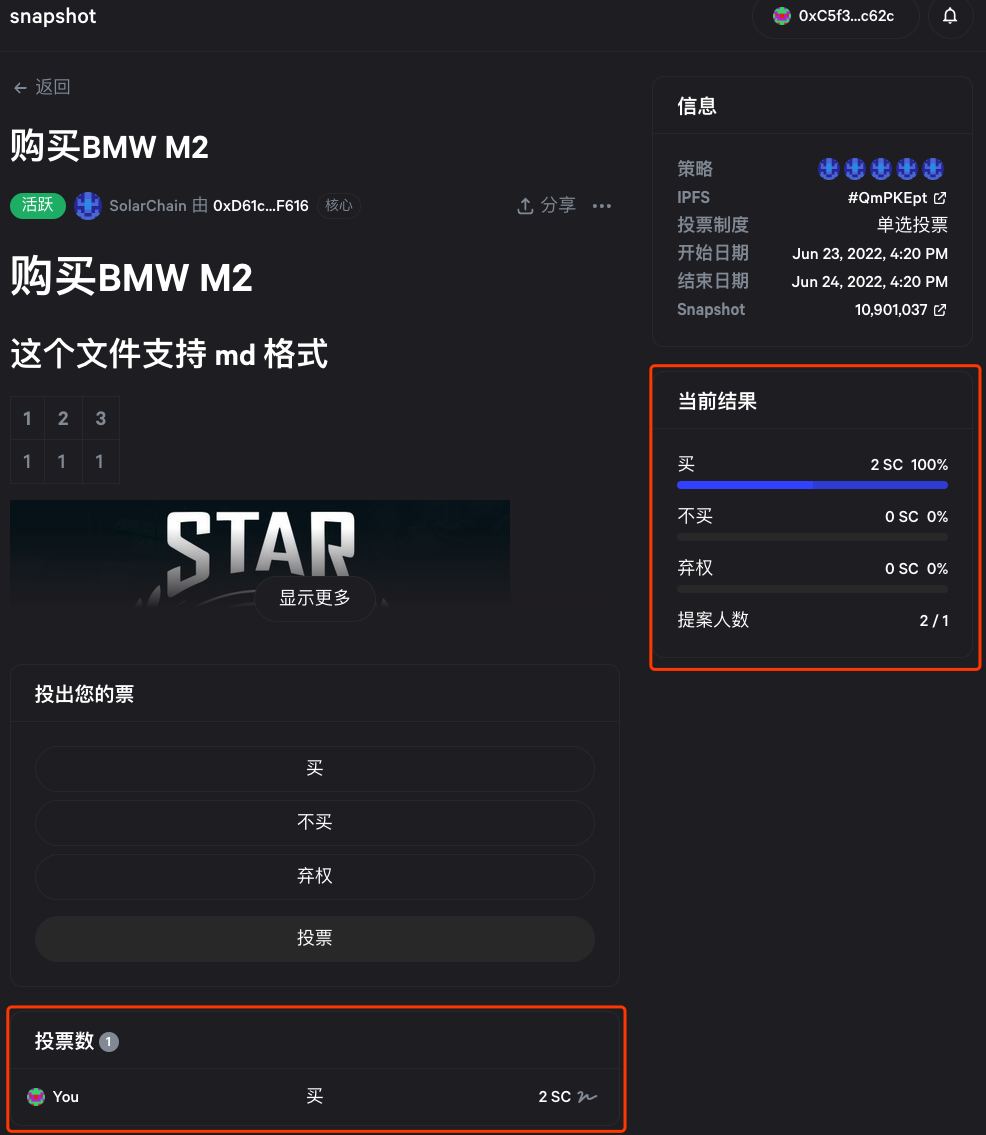 snapshot
0xC5f3...c62c
返回
购买BMW M2
活跃 SolarChain 由 0xD61c...F616 核心
分享
购买BMW M2
这个文件支持 md 格式
1 2 3
1 1 1
STAR
显示更多
投出您的票
买
不买
弃权
投票
投票数 1
You 买 2 SC
信息
策略
IPFS #QmPKEpt
投票制度 单选投票
开始日期 Jun 23, 2022, 4:20 PM
结束日期 Jun 24, 2022, 4:20 PM
Snapshot 10,901,037
当前结果
买 2 SC 100%
不买 0 SC 0%
弃权 0 SC 0%
提案人数 2 / 1